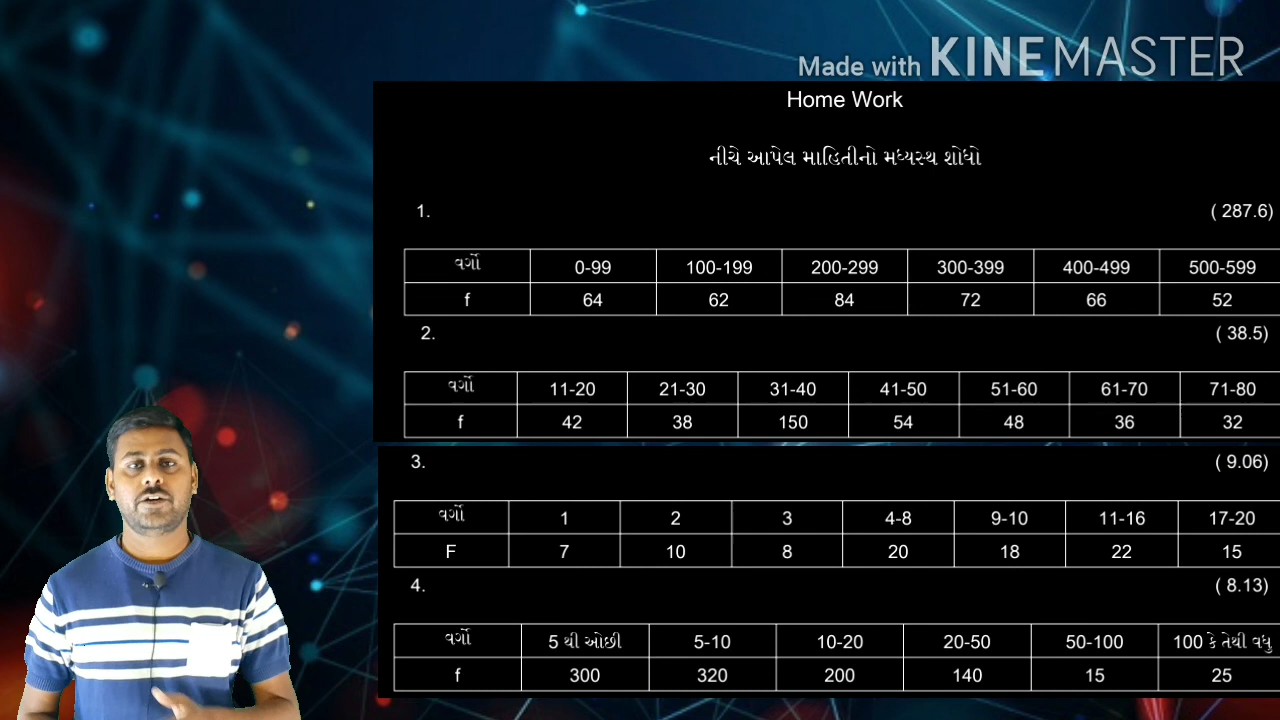 Made with KINEMASTER
Home Work
નીચે આપેલ માહિતીનો મધ્યસ્થ શોધો
1. ( 287.6)
વર્ગો 0-99 100-199 200-299 300-399 400-499 500-599
f 64 62 84 72 66 52
2. ( 38.5)
વર્ગો 11-20 21-30 31-40 41-50 51-60 61-70 71-80
f 42 38 150 54 48 36 32
3. ( 9.06)
વર્ગો 1 2 3 4-8 9-10 11-16 17-20
F 7 10 8 20 18 22 15
4. ( 8.13)
વર્ગો 5 થી ઓછી 5-10 10-20 20-50 50-100 100 કે તેથી વધુ
f 300 320 200 140 15 25